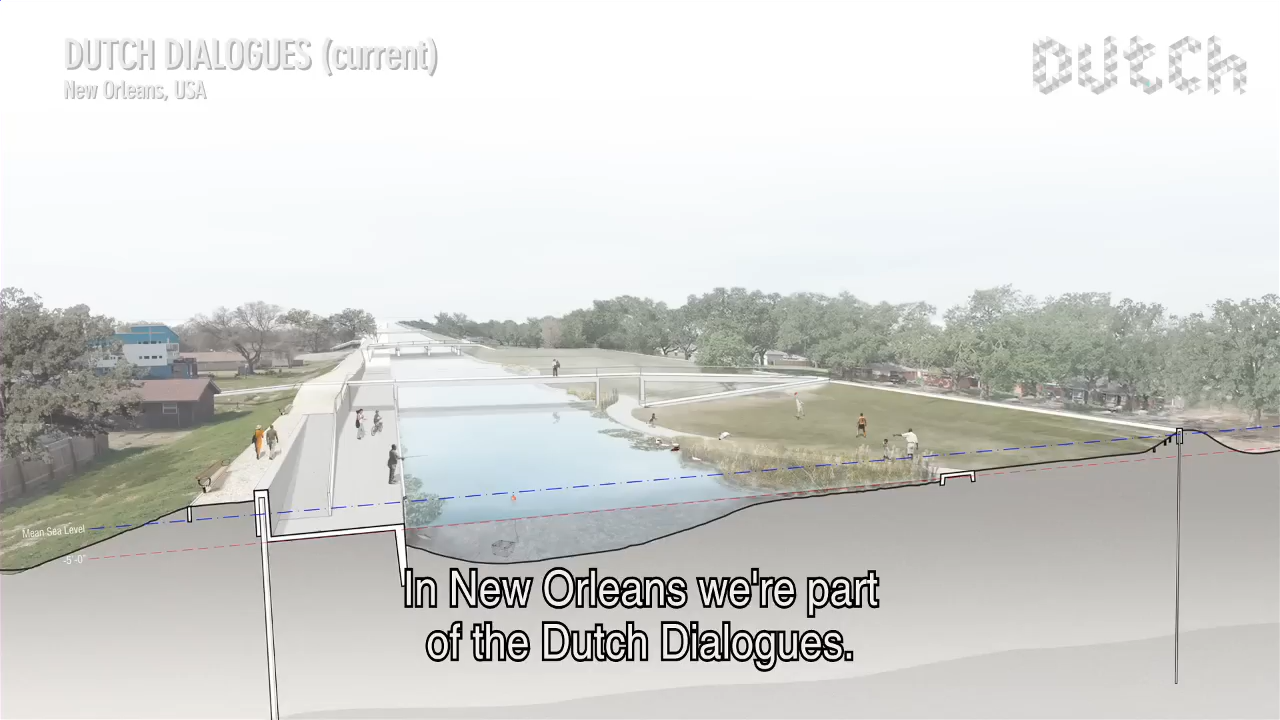 DUTCH DIALOGUES (current)
New Orleans, USA
DUtCh
Mean Sea Level
-5'-0"
In New Orleans we're part
of the Dutch Dialogues.